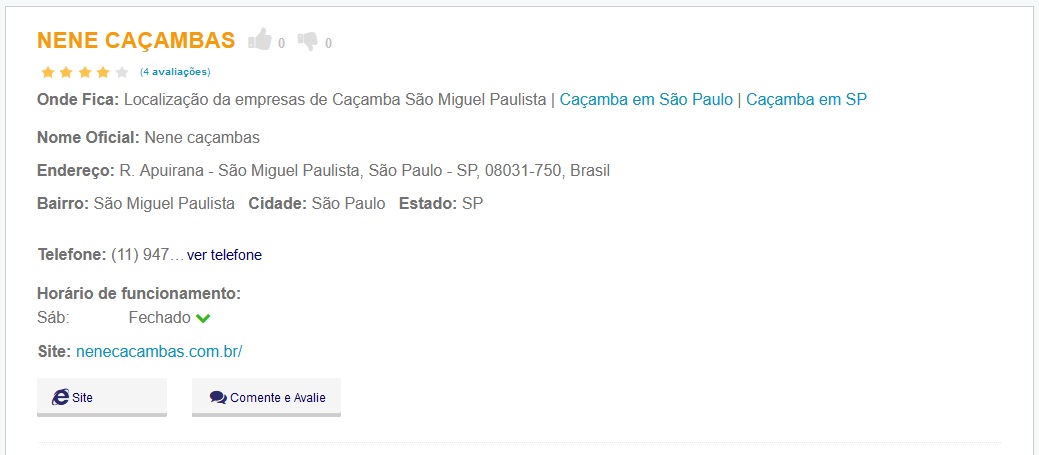 NENE CAÇAMBAS 0 0
(4 avaliações)
Onde Fica: Localização da empresas de Caçamba São Miguel Paulista | Caçamba em São Paulo | Caçamba em SP
Nome Oficial: Nene caçambas
Endereço: R. Apuirana - São Miguel Paulista, São Paulo - SP, 08031-750, Brasil
Bairro: São Miguel Paulista Cidade: São Paulo Estado: SP
Telefone: (11) 947... ver telefone
Horário de funcionamento:
Sáb: Fechado
Site: nenecacambas.com.br/
Site Comente e Avalie